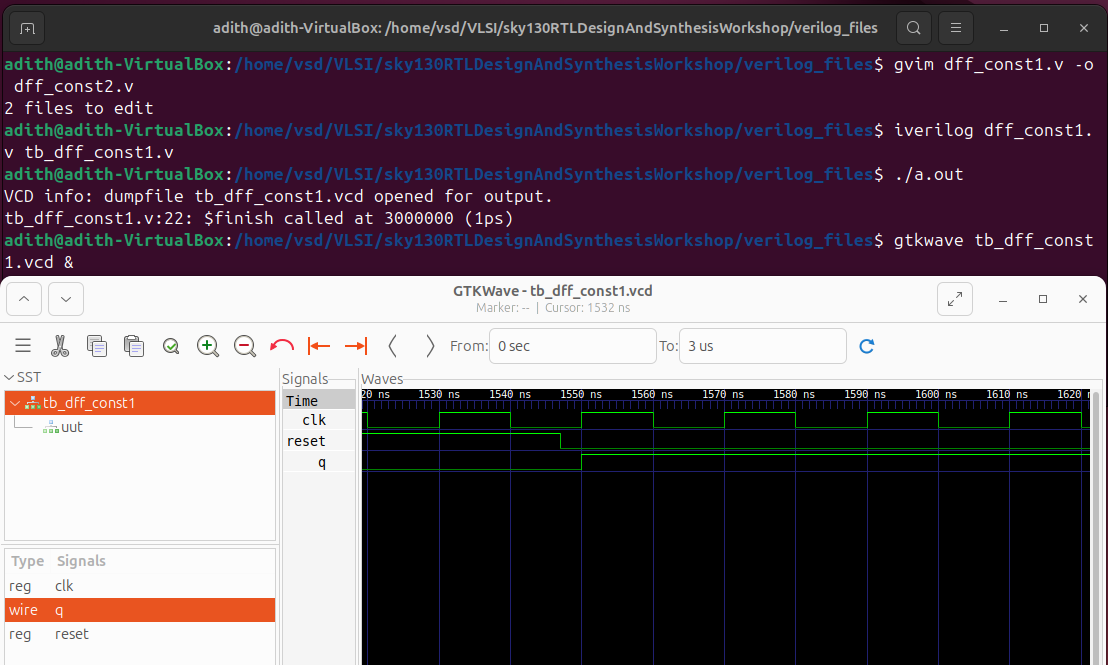 adith@adith-VirtualBox: /home/vsd/VLSI/sky130RTLDesignAndSynthesisWorkshop/verilog_files
adith@adith-VirtualBox:/home/vsd/VLSI/sky130RTLDesignAndSynthesisWorkshop/verilog_files$ gvim dff_const1.v -o
 dff_const2.v
2 files to edit
adith@adith-VirtualBox:/home/vsd/VLSI/sky130RTLDesignAndSynthesisWorkshop/verilog_files$ iverilog dff_const1.
v tb_dff_const1.v
adith@adith-VirtualBox:/home/vsd/VLSI/sky130RTLDesignAndSynthesisWorkshop/verilog_files$ ./a.out
VCD info: dumpfile tb_dff_const1.vcd opened for output.
tb_dff_const1.v:22: $finish called at 3000000 (1ps)
adith@adith-VirtualBox:/home/vsd/VLSI/sky130RTLDesignAndSynthesisWorkshop/verilog_files$ gtkwave tb_dff_const
1.vcd &
GTKWave - tb_dff_const1.vcd
Marker: -- | Cursor: 1532 ns
From: 0 sec To: 3 us
SST
tb_dff_const1
uut
Type Signals
reg clk
wire q
reg reset
Signals
Time
clk
reset
q
Waves
20 ns 1530 ns 1540 ns 1550 ns 1560 ns 1570 ns 1580 ns 1590 ns 1600 ns 1610 ns 1620 n